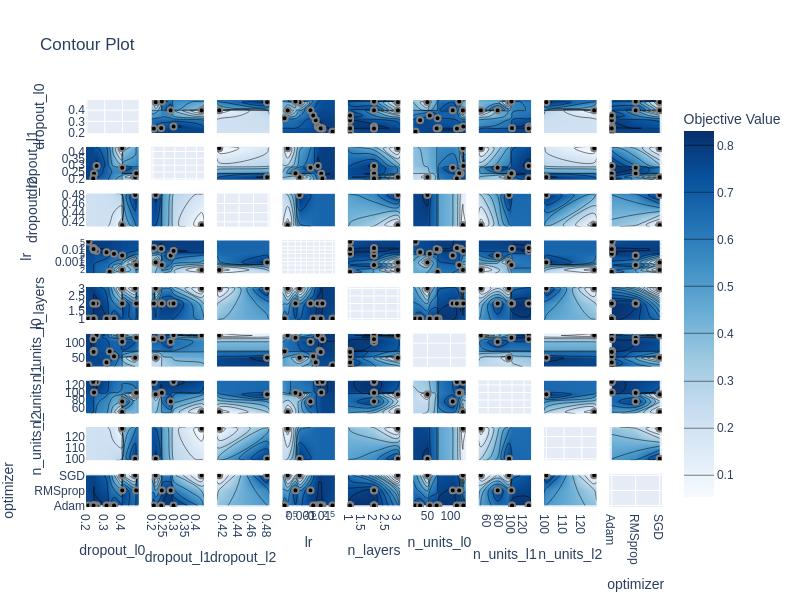 Contour Plot
Objective Value
0.8
0.7
0.6
0.5
0.4
0.3
0.2
0.1
dropout_l0
0.4
0.3
0.2
dropout_l1
0.4
0.35
0.3
0.25
0.2
dropout_l2
0.48
0.46
0.44
0.42
lr
0.01
0.001
n_layers
3
2.5
2
1.5
1
n_units_l0
100
50
n_units_l1
120
100
80
60
n_units_l2
120
110
100
optimizer
SGD
RMSprop
Adam
0.2
0.3
0.4
dropout_l0
0.25
0.3
0.35
0.4
dropout_l1
0.42
0.44
0.46
0.48
dropout_l2
lr
1
1.5
2
2.5
3
n_layers
50
100
n_units_l0
60
80
100
120
n_units_l1
100
110
120
n_units_l2
Adam
RMSprop
SGD
optimizer